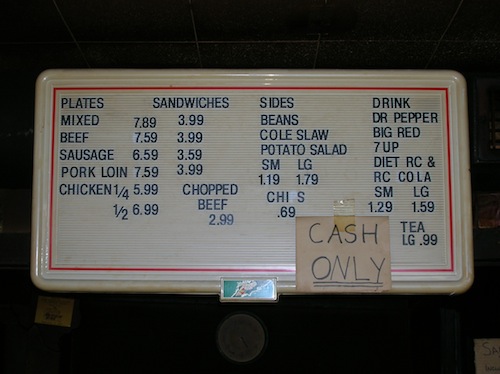 PLATES SANDWICHES SIDES DRINK
MIXED 7.89 3.99 BEANS DR PEPPER
BEEF 7.59 3.99 COLE SLAW BIG RED
SAUSAGE 6.59 3.59 POTATO SALAD 7UP
PORK LOIN 7.59 3.99 SM LG DIET RC &
CHICKEN 1/4 5.99 CHOPPED 1.19 1.79 RC COLA
1/2 6.99 BEEF CHI S SM LG
2.99 .69 1.29 1.59
TEA
LG .99
CASH
ONLY